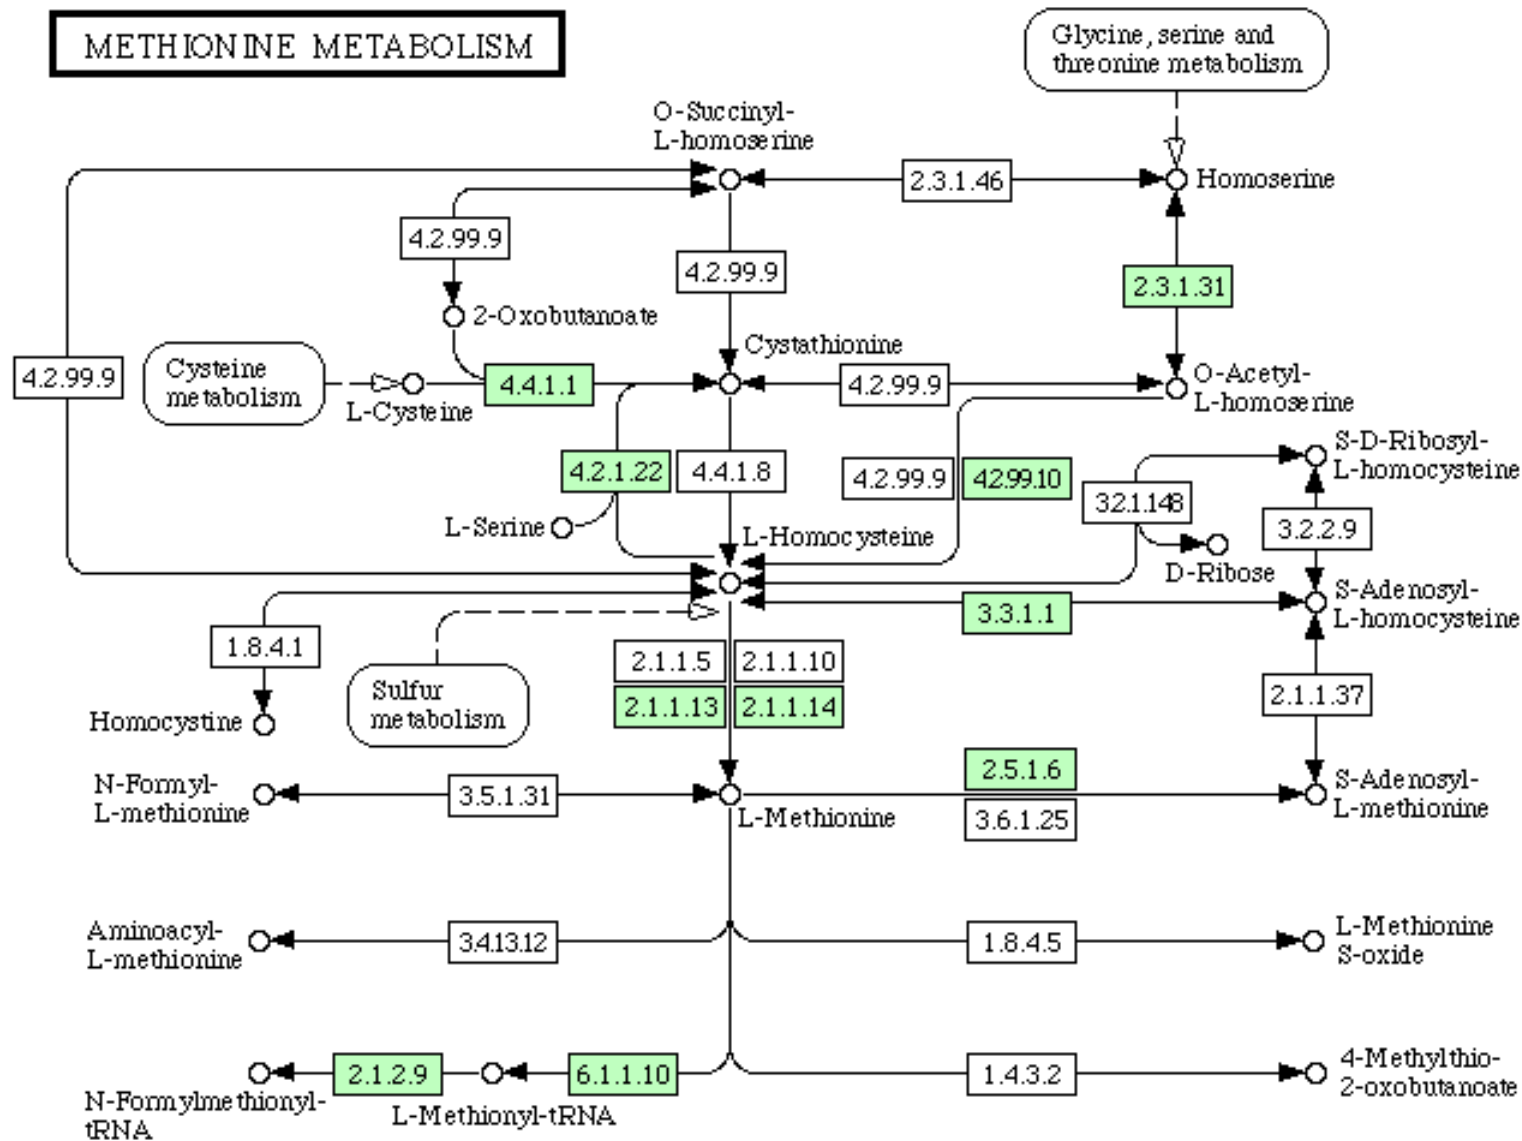 METHIONINE METABOLISM
Glycine, serine and
threonine metabolism
O-Succinyl-
L-homoserine
2.3.1.46
Homoserine
4.2.99.9
4.2.99.9
2.3.1.31
2-Oxobutanoate
Cystathionine
4.2.99.9
Cysteine
metabolism
L-Cysteine
4.4.1.1
4.2.99.9
O-Acetyl-
L-homoserine
4.2.1.22
4.4.1.8
4.2.99.9
4.2.99.10
3.2.1.148
S-D-Ribosyl-
L-homocysteine
L-Serine
L-Homocysteine
3.2.2.9
D-Ribose
S-Adenosyl-
L-homocysteine
3.3.1.1
1.8.4.1
2.1.1.5
2.1.1.10
Sulfur
metabolism
2.1.1.13
2.1.1.14
2.1.1.37
Homocystine
N-Formyl-
L-methionine
3.5.1.31
L-Methionine
2.5.1.6
3.6.1.25
S-Adenosyl-
L-methionine
Aminoacyl-
L-methionine
3.4.13.12
1.8.4.5
L-Methionine
S-oxide
2.1.2.9
6.1.1.10
1.4.3.2
4-Methylthio-
2-oxobutanoate
N-Formylmethionyl-
tRNA
L-Methionyl-tRNA